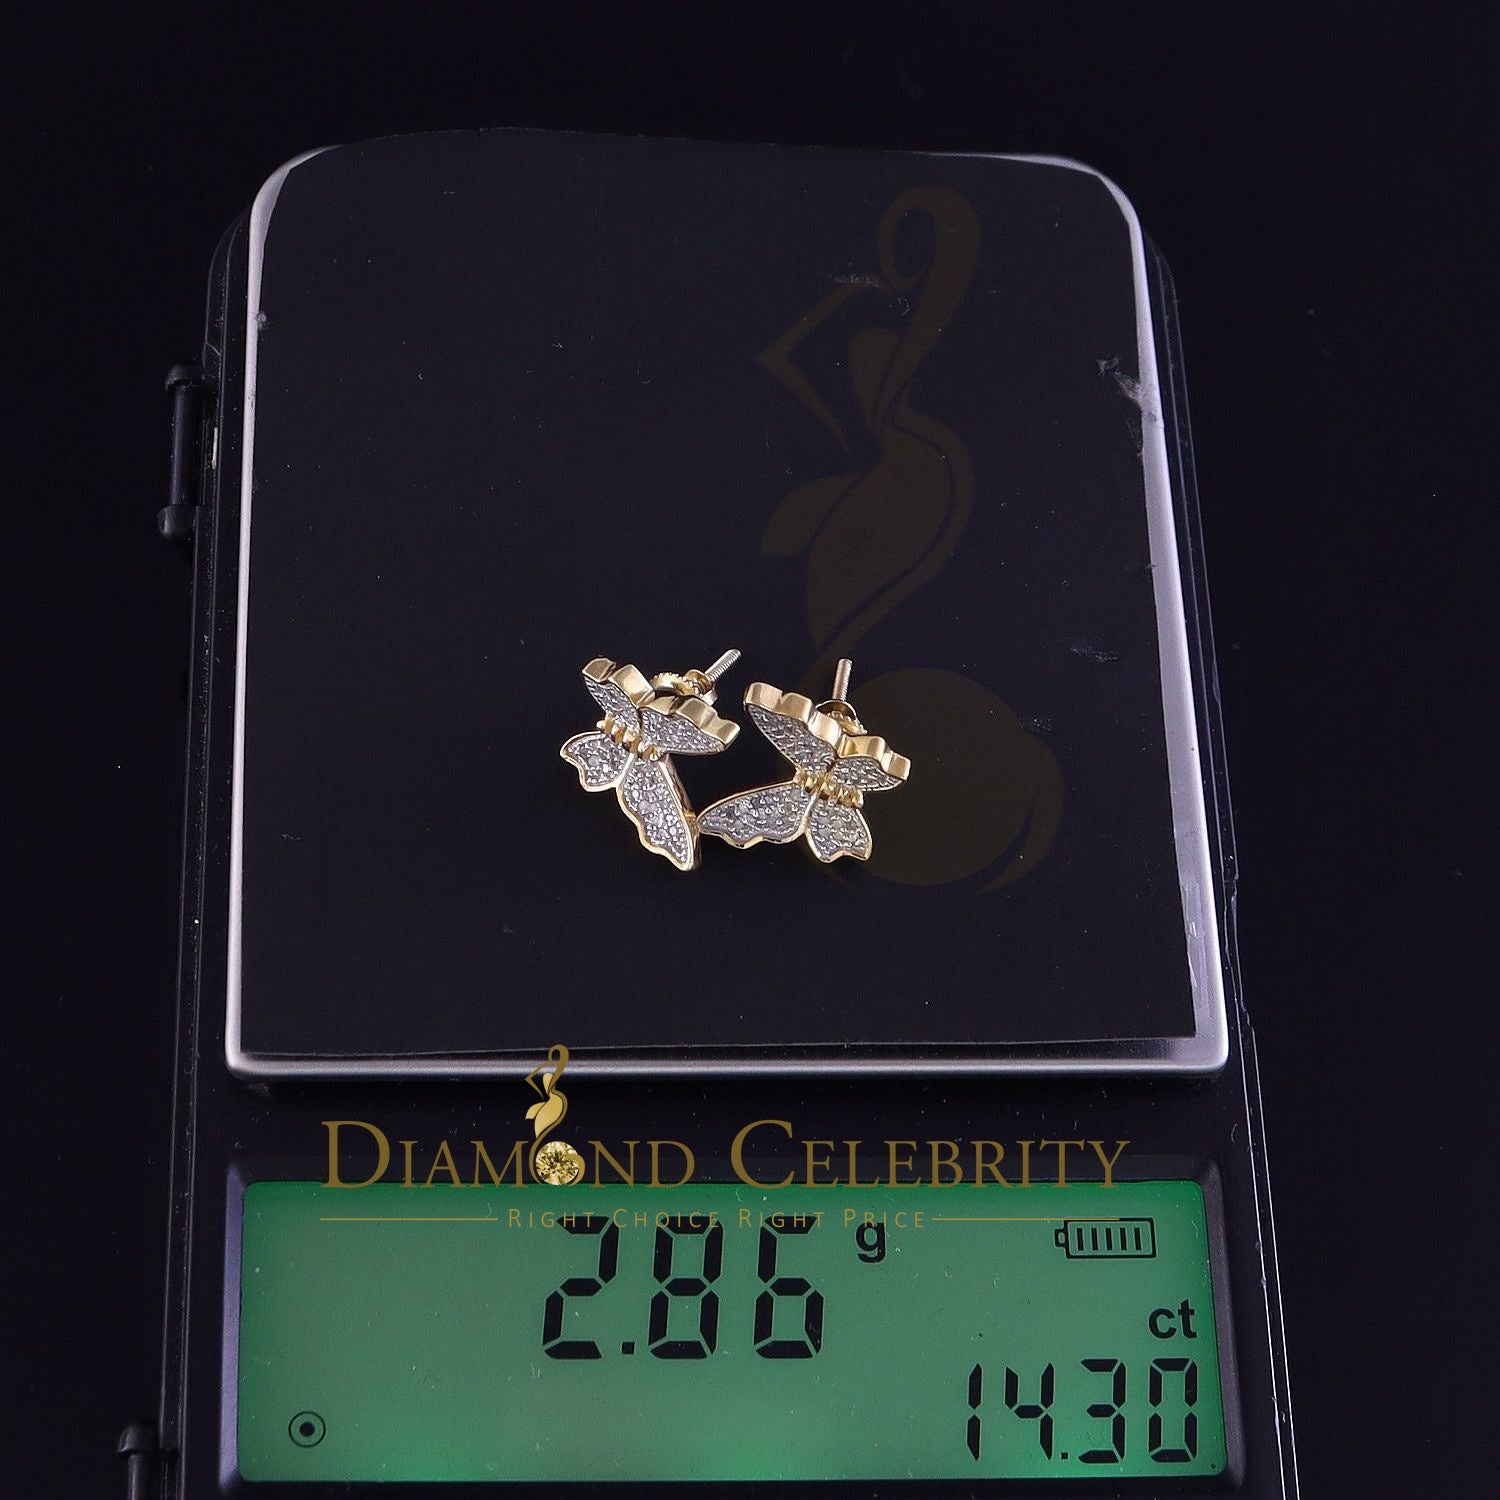 DIAMOND CELEBRITY
RIGHT CHOICE RIGHT PRICE
2.86 g
ct
14.30